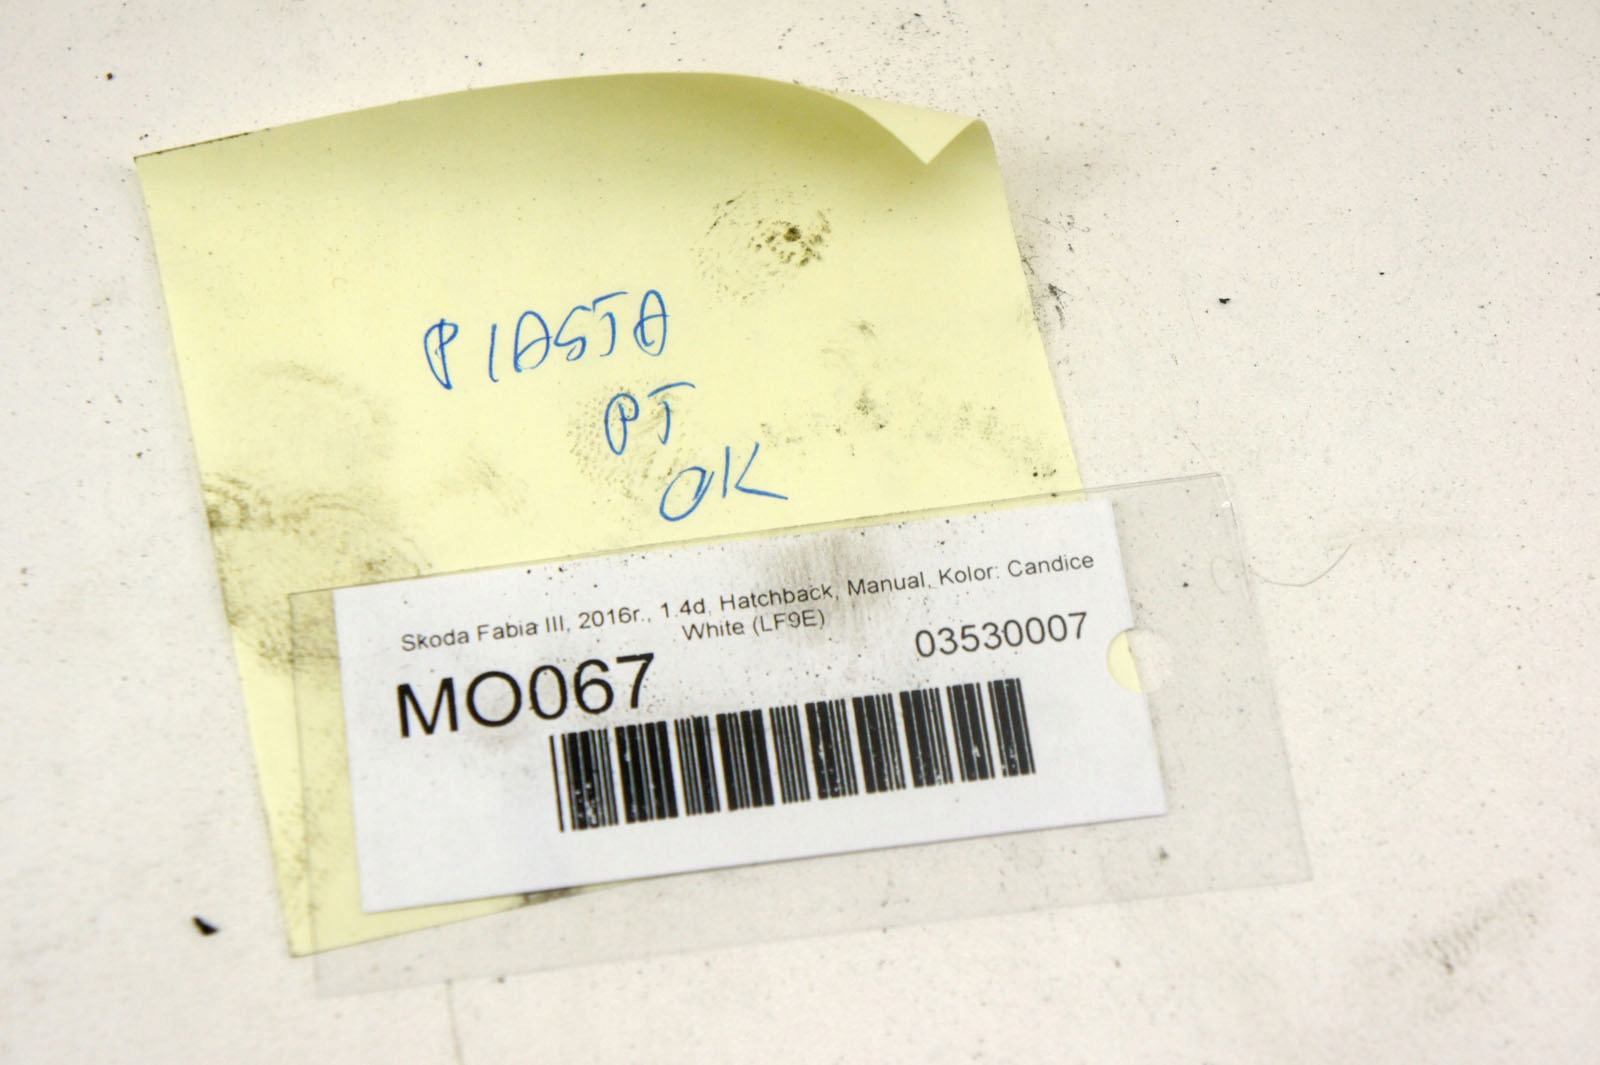 PIASTA
PT
OK
Skoda Fabia III, 2016r., 1.4d, Hatchback, Manual, Kolor: Candice
White (LF9E)
MO067
03530007